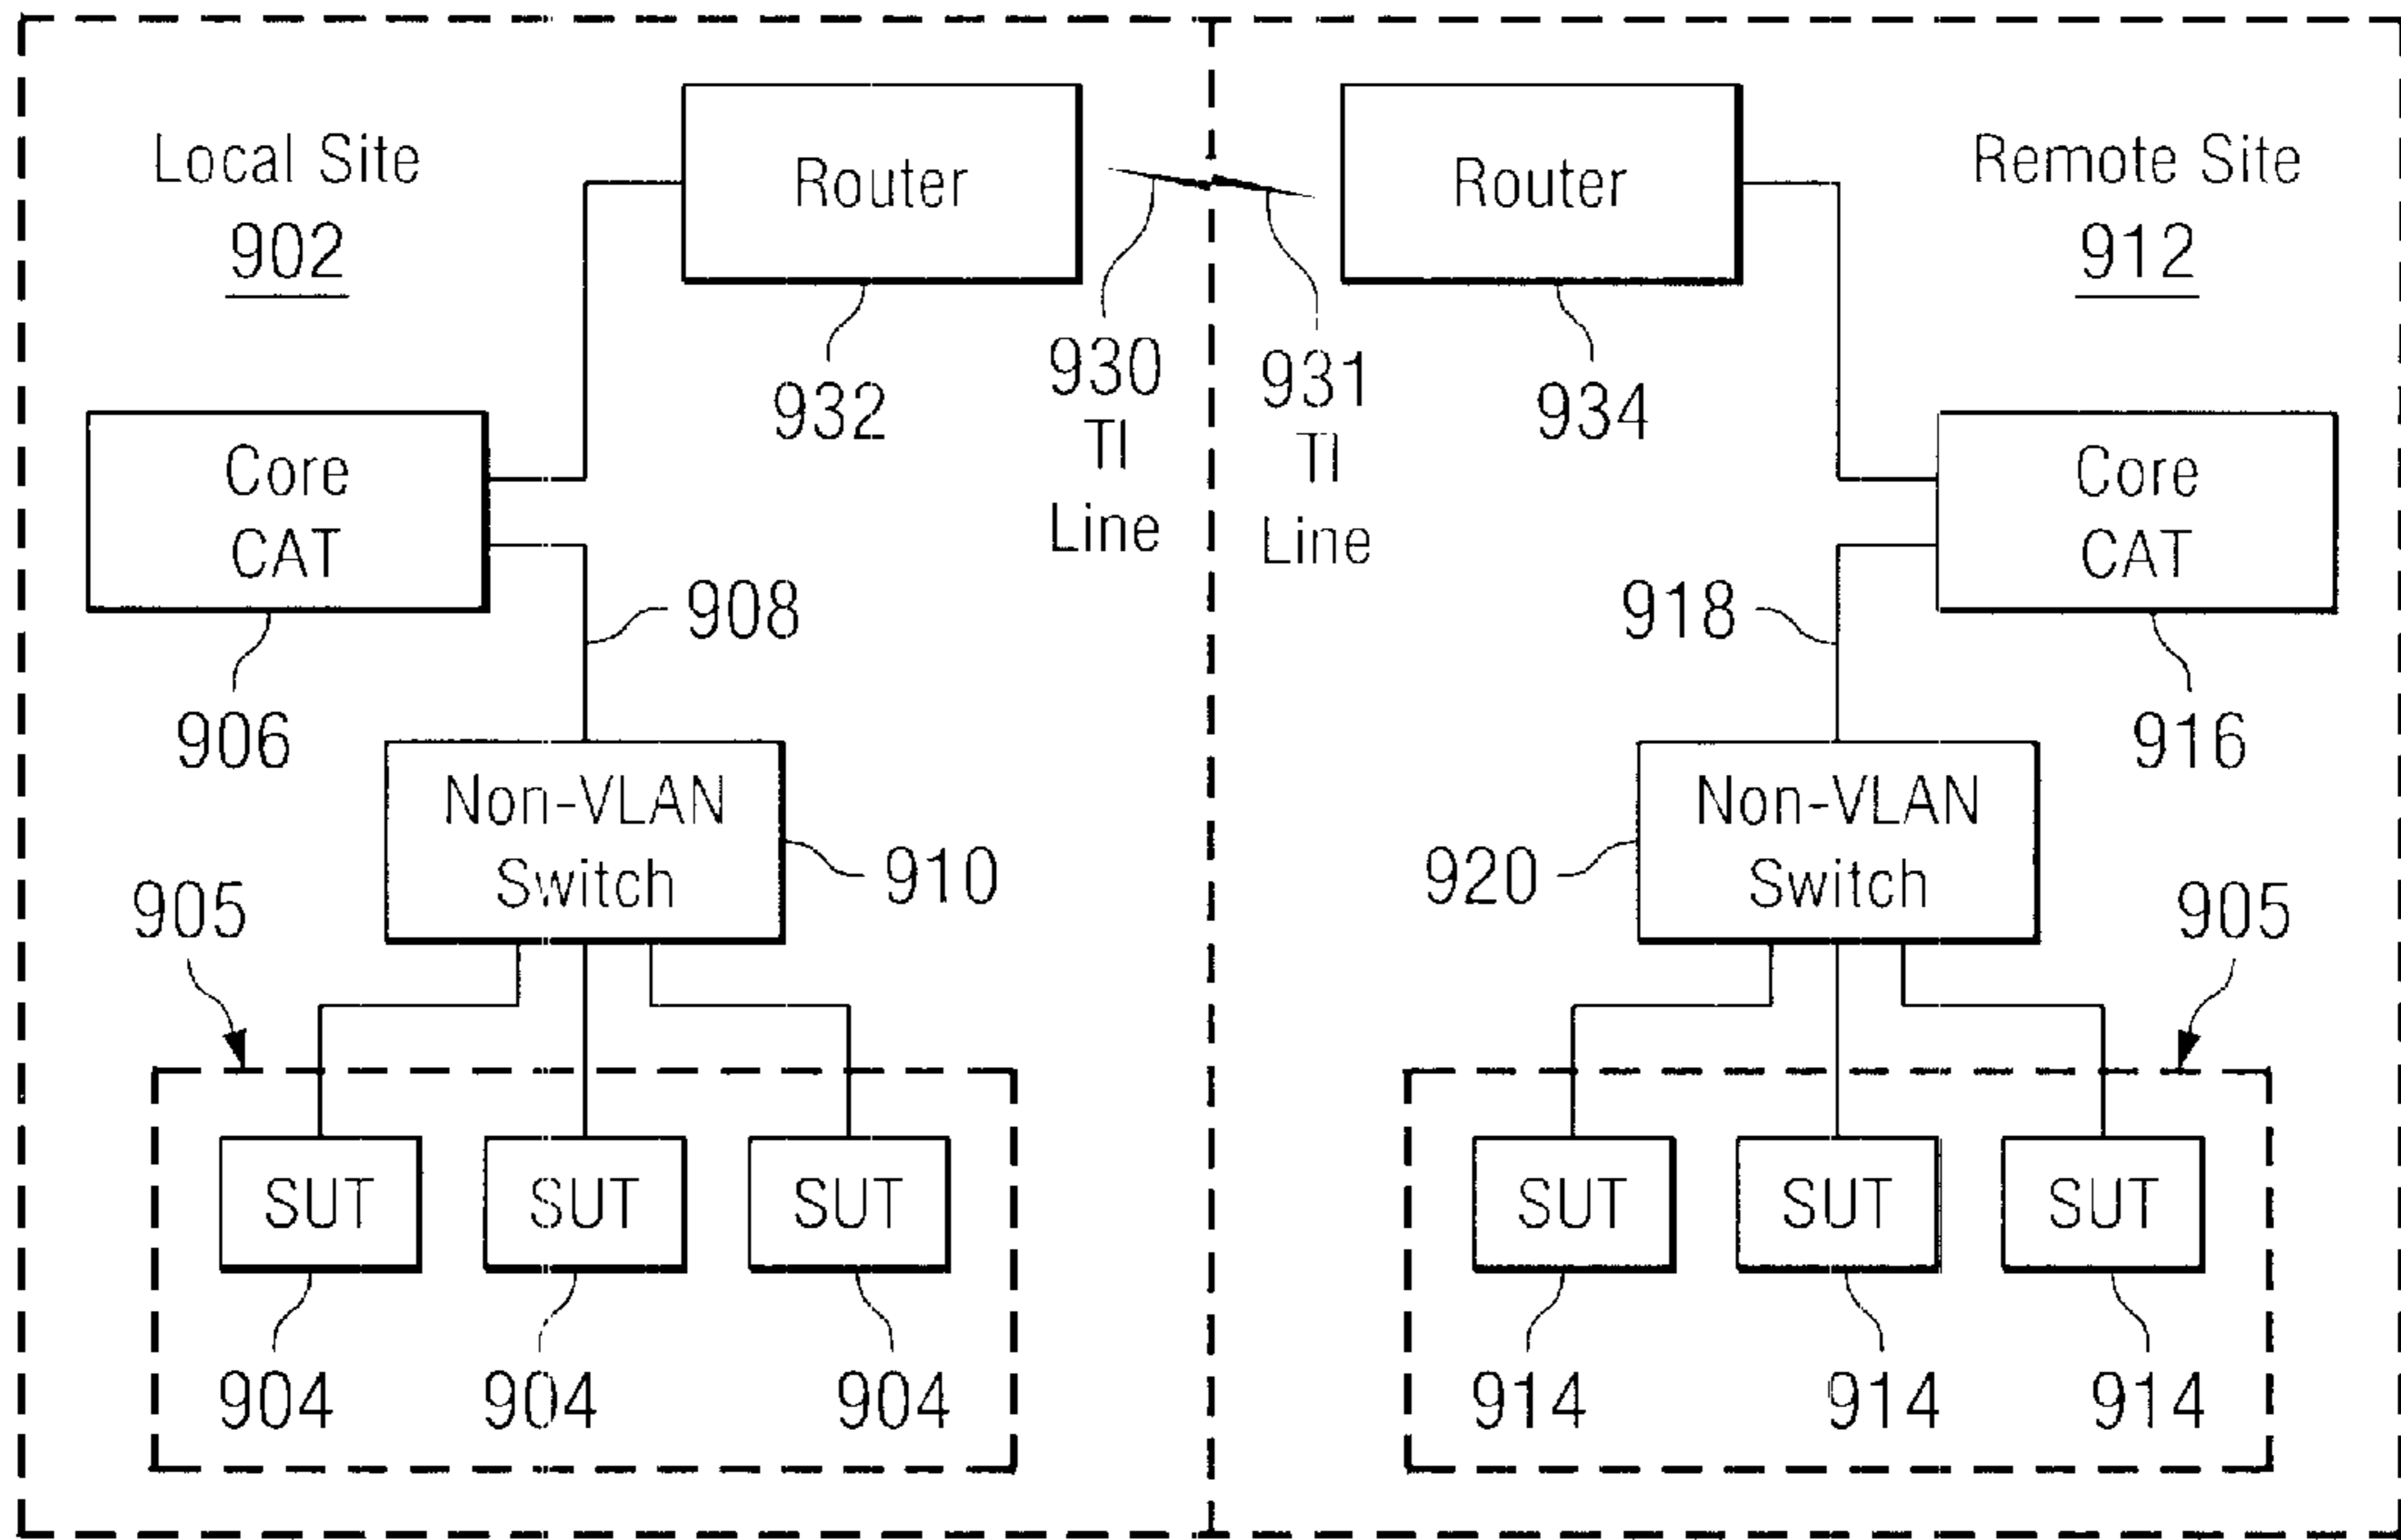 Local Site
902
Router
932
930
TI
Line
931
TI
Line
Router
934
Remote Site
912
Core
CAT
906
908
Core
CAT
916
918
Non-VLAN
Switch
910
905
Non-VLAN
Switch
920
905
SUT
SUT
SUT
904
904
904
SUT
SUT
SUT
914
914
914